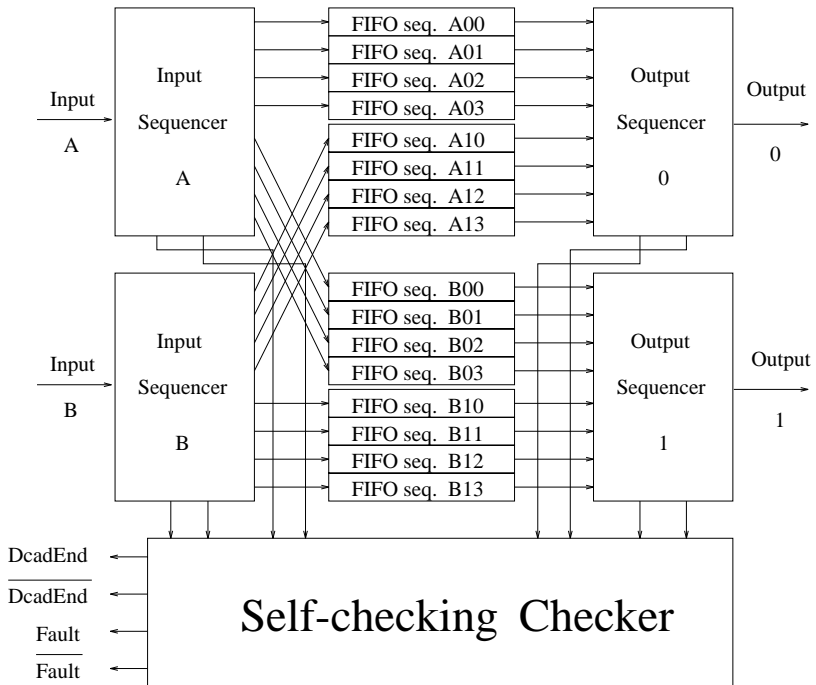 Input
A
Input
Sequencer
A
FIFO seq. A00
FIFO seq. A01
FIFO seq. A02
FIFO seq. A03
FIFO seq. A10
FIFO seq. A11
FIFO seq. A12
FIFO seq. A13
Output
Sequencer
0
Output
0
Input
B
Input
Sequencer
B
FIFO seq. B00
FIFO seq. B01
FIFO seq. B02
FIFO seq. B03
FIFO seq. B10
FIFO seq. B11
FIFO seq. B12
FIFO seq. B13
Output
Sequencer
1
Output
1
DcadEnd
DcadEnd
Fault
Fault
Self-checking Checker